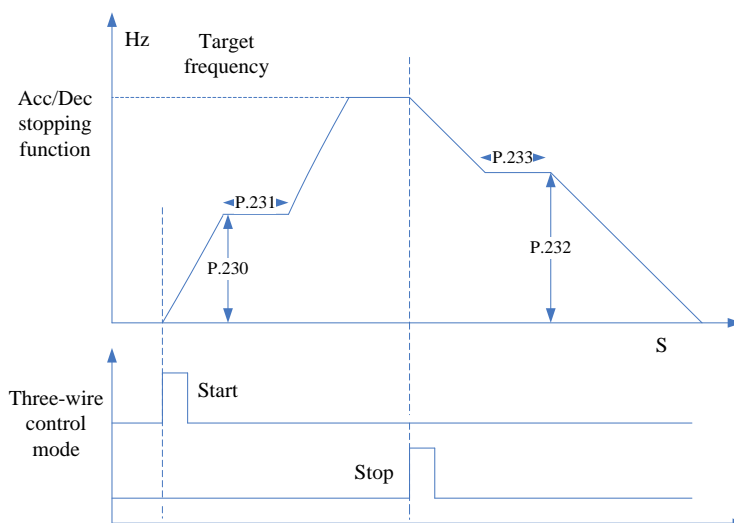 Hz
Target
frequency
Acc/Dec
stopping
function
P.233
P.231
P.230
P.232
S
Three-wire
control
mode
Start
Stop